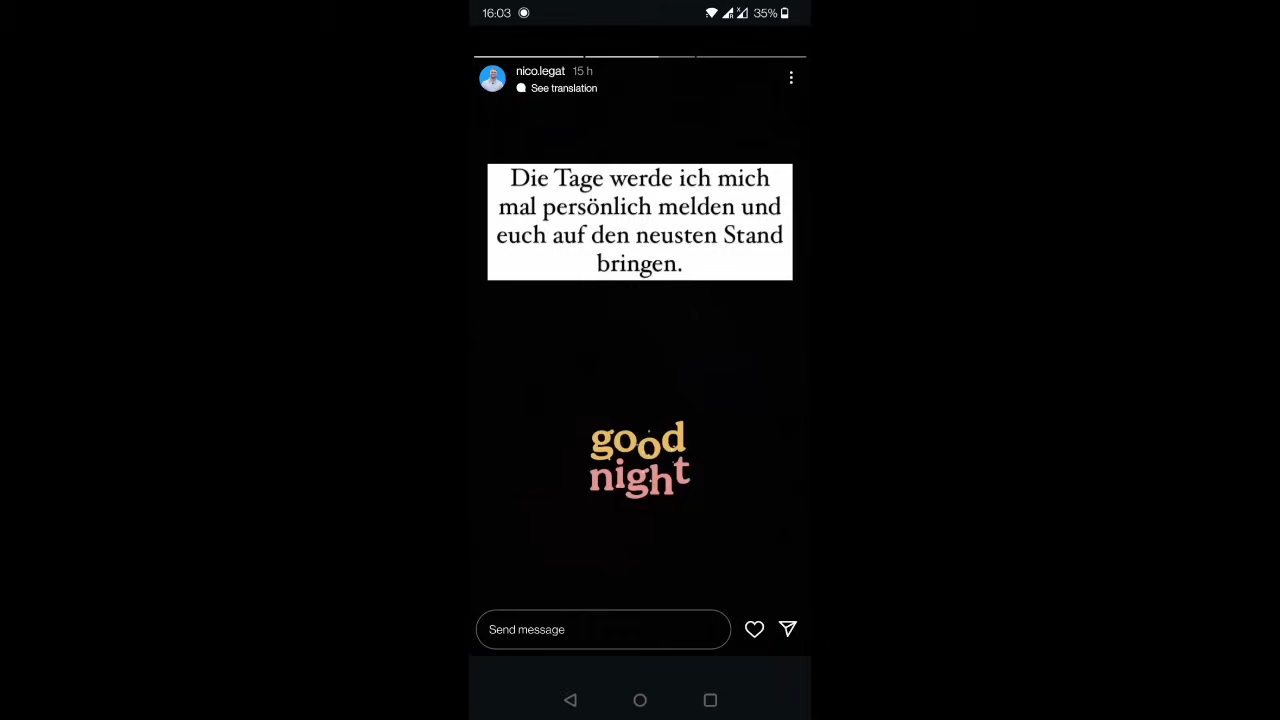 16:03 35%
nico.legat 15 h
See translation
Die Tage werde ich mich
mal persönlich melden und
euch auf den neusten Stand
bringen.
good
night
Send message